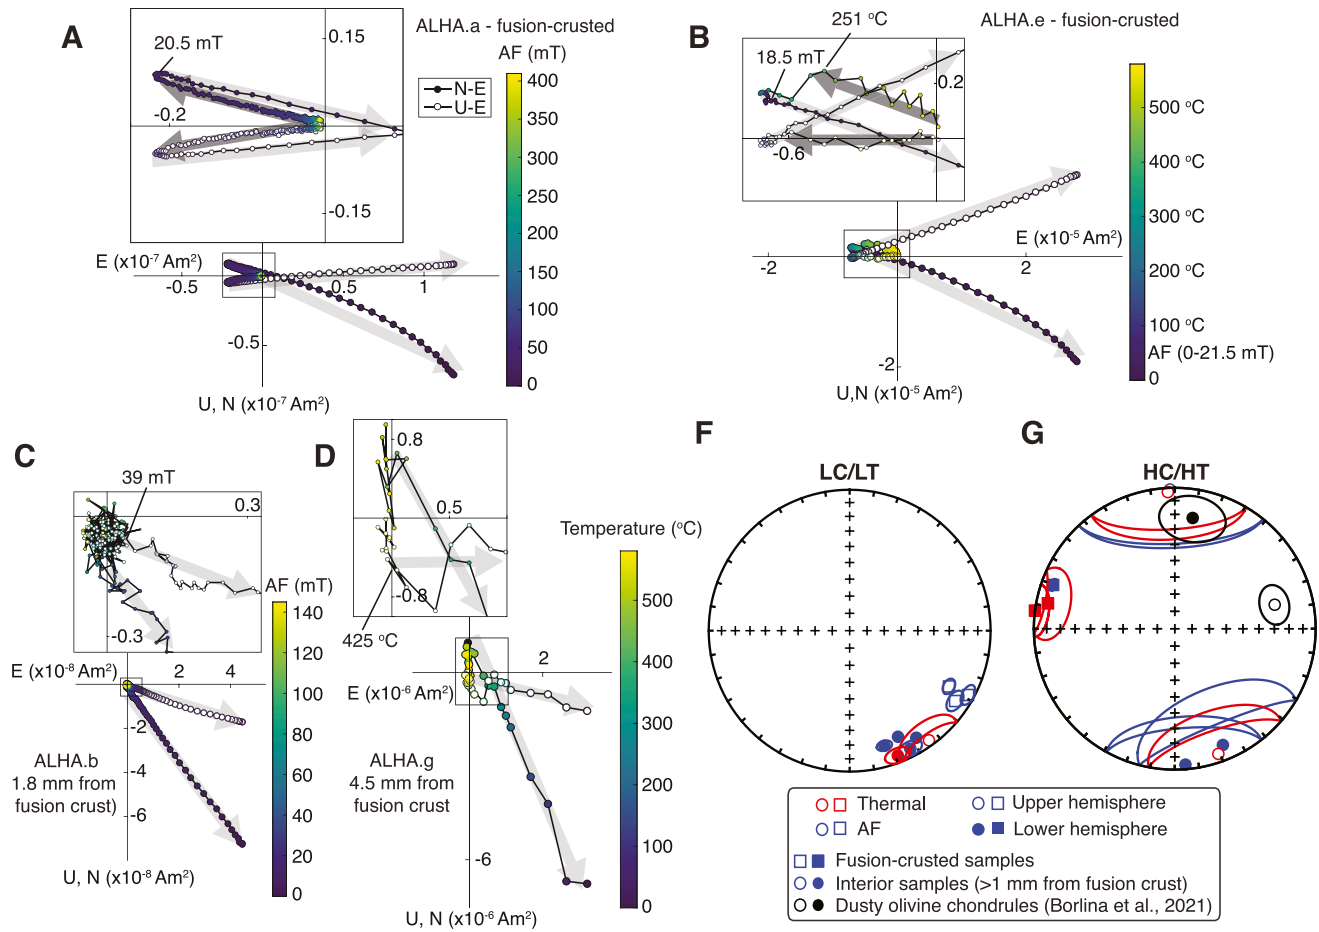 A
ALHA.a - fusion-crusted
20.5 mT
0.15
-0.2
-0.15
N-E
U-E
AF (mT)
400
350
300
250
200
150
100
50
0
E (x10-7 Am2)
-0.5
0.5
1
-0.5
U, N (x10-7 Am2)
B
251 °C
ALHA.e - fusion-crusted
18.5 mT
0.2
-0.6
E (x10-5 Am2)
-2
2
-2
U,N (x10-5 Am2)
500 °C
400 °C
300 °C
200 °C
100 °C
AF (0-21.5 mT)
0
C
39 mT
0.3
-0.3
AF (mT)
140
120
100
80
60
40
20
0
E (x10-8 Am2)
2
4
-2
-4
-6
ALHA.b
1.8 mm from
fusion crust)
U, N (x10-8 Am2)
D
0.8
0.5
-0.8
425 °C
Temperature (°C)
500
400
300
200
100
0
E (x10-6 Am2)
2
-6
ALHA.g
4.5 mm from
fusion crust
U, N (x10-6 Am2)
F
LC/LT
G
HC/HT
Thermal
AF
Upper hemisphere
Lower hemisphere
Fusion-crusted samples
Interior samples (>1 mm from fusion crust)
Dusty olivine chondrules (Borlina et al., 2021)